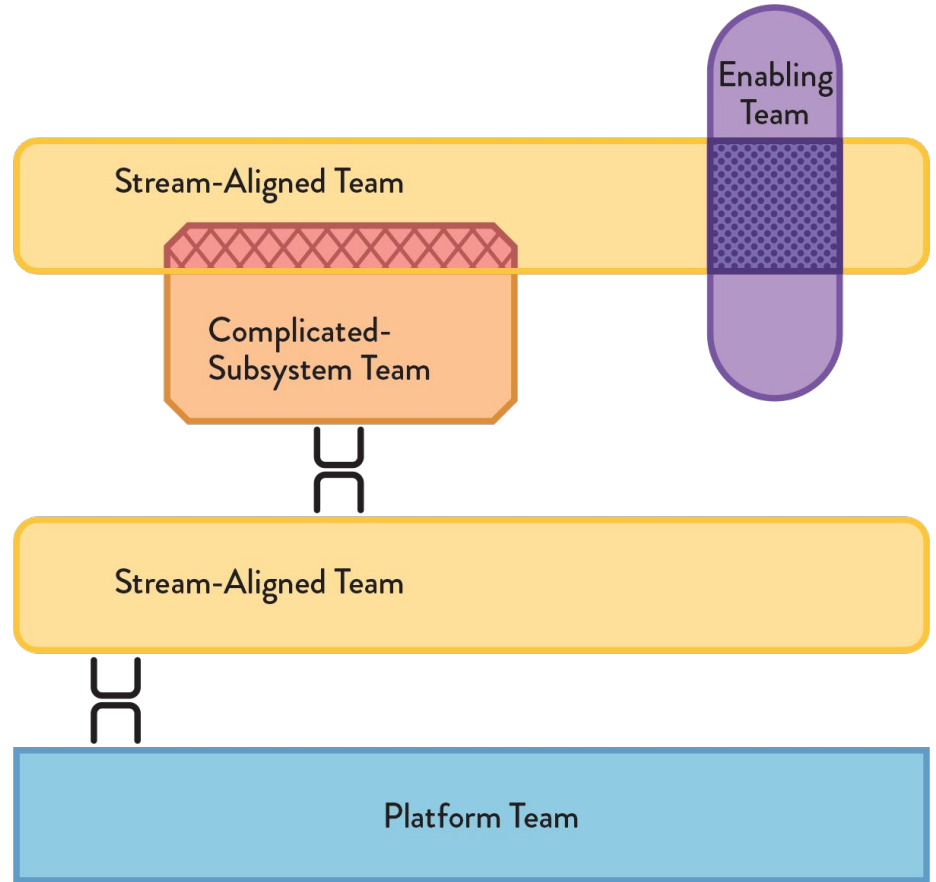 Enabling
Team
Stream-Aligned Team
Complicated-
Subsystem Team
Stream-Aligned Team
Platform Team